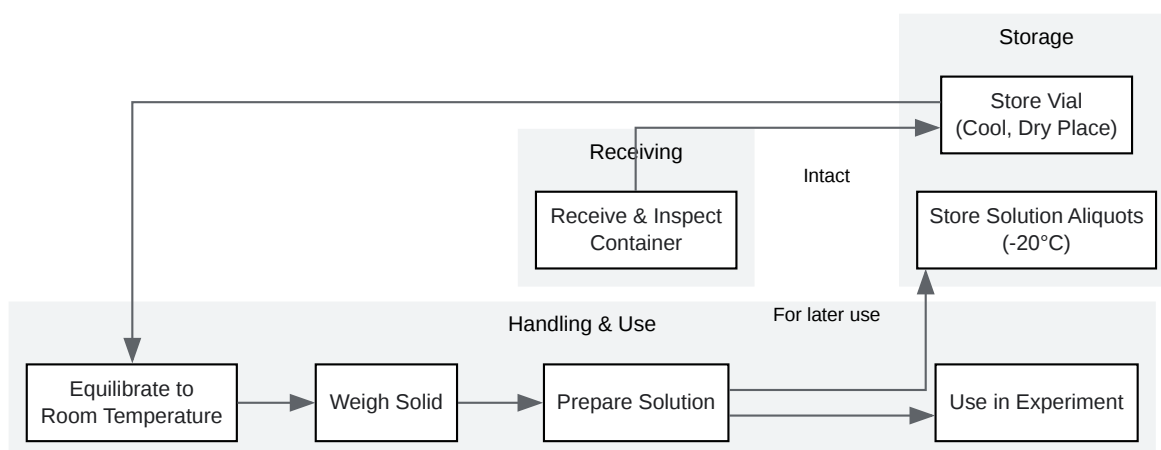 Storage
Store Vial
(Cool, Dry Place)
Receiving
Intact
Receive & Inspect
Container
Store Solution Aliquots
(-20°C)
For later use
Handling & Use
Equilibrate to
Room Temperature
Weigh Solid
Prepare Solution
Use in Experiment